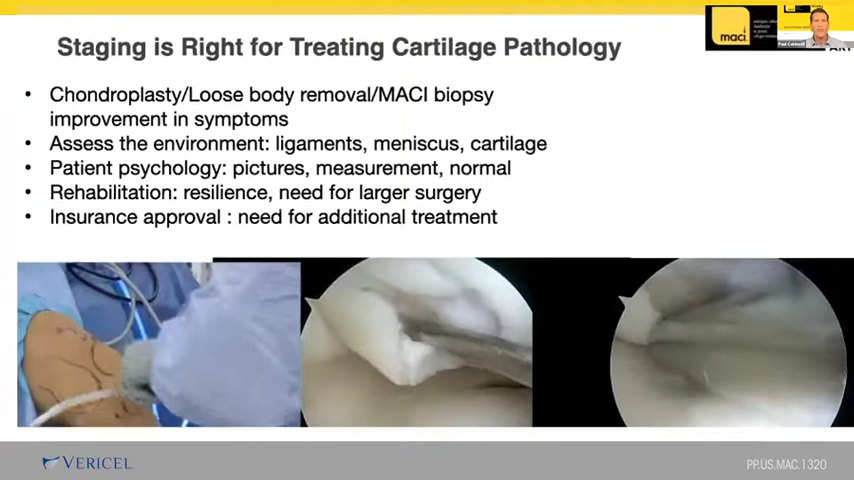 Staging is Right for Treating Cartilage Pathology
maci
Paul Caldwell
• Chondroplasty/Loose body removal/MACI biopsy
improvement in symptoms
• Assess the environment: ligaments, meniscus, cartilage
• Patient psychology: pictures, measurement, normal
• Rehabilitation: resilience, need for larger surgery
• Insurance approval : need for additional treatment
VERICEL
PP.US.MAC.1320